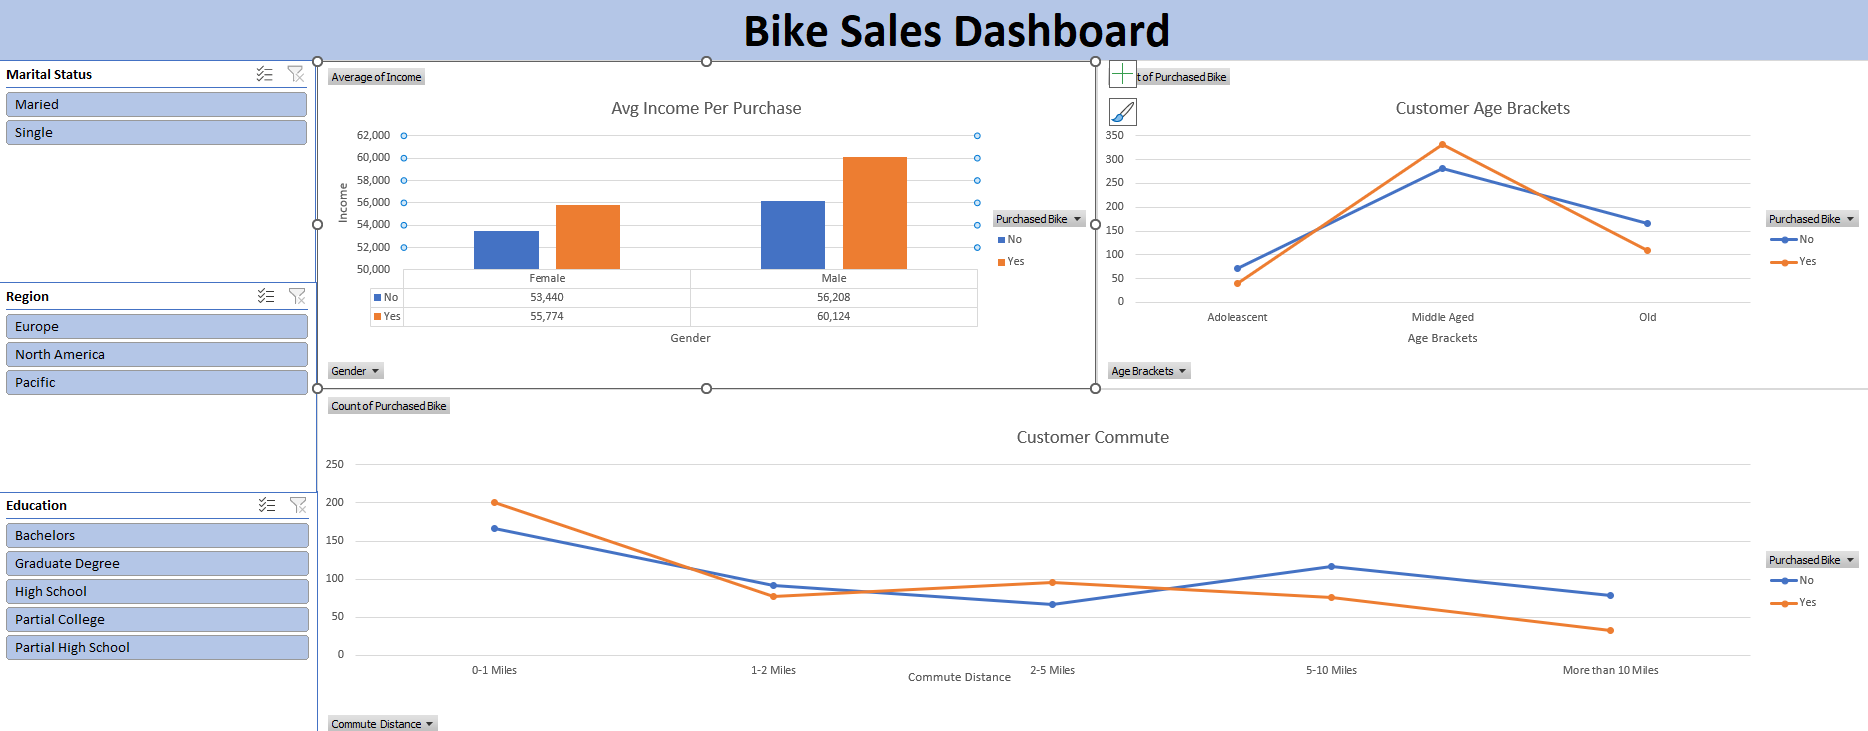 Bike Sales Dashboard
Marital Status
Maried
Single
Region
Europe
North America
Pacific
Education
Bachelors
Graduate Degree
High School
Partial College
Partial High School
Average of Income
Avg Income Per Purchase
62,000
60,000
58,000
56,000
54,000
52,000
50,000
Income
Female Male
No 53,440 56,208
Yes 55,774 60,124
Gender
Purchased Bike
No
Yes
Gender
t of Purchased Bike
Customer Age Brackets
350
300
250
200
150
100
50
0
Adoleascent Middle Aged Old
Age Brackets
Purchased Bike
No
Yes
Age Brackets
Count of Purchased Bike
Customer Commute
250
200
150
100
50
0
0-1 Miles 1-2 Miles 2-5 Miles 5-10 Miles More than 10 Miles
Commute Distance
Purchased Bike
No
Yes
Commute Distance